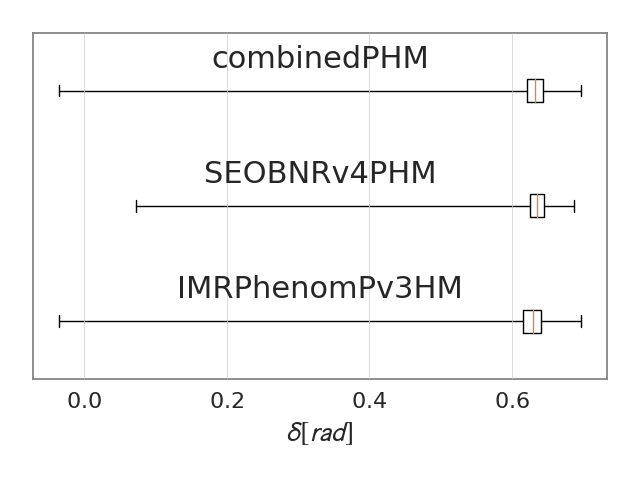 combinedPHM
SEOBNRv4PHM
IMRPhenomPv3HM
0.0 0.2 0.4 0.6
δ[rad]